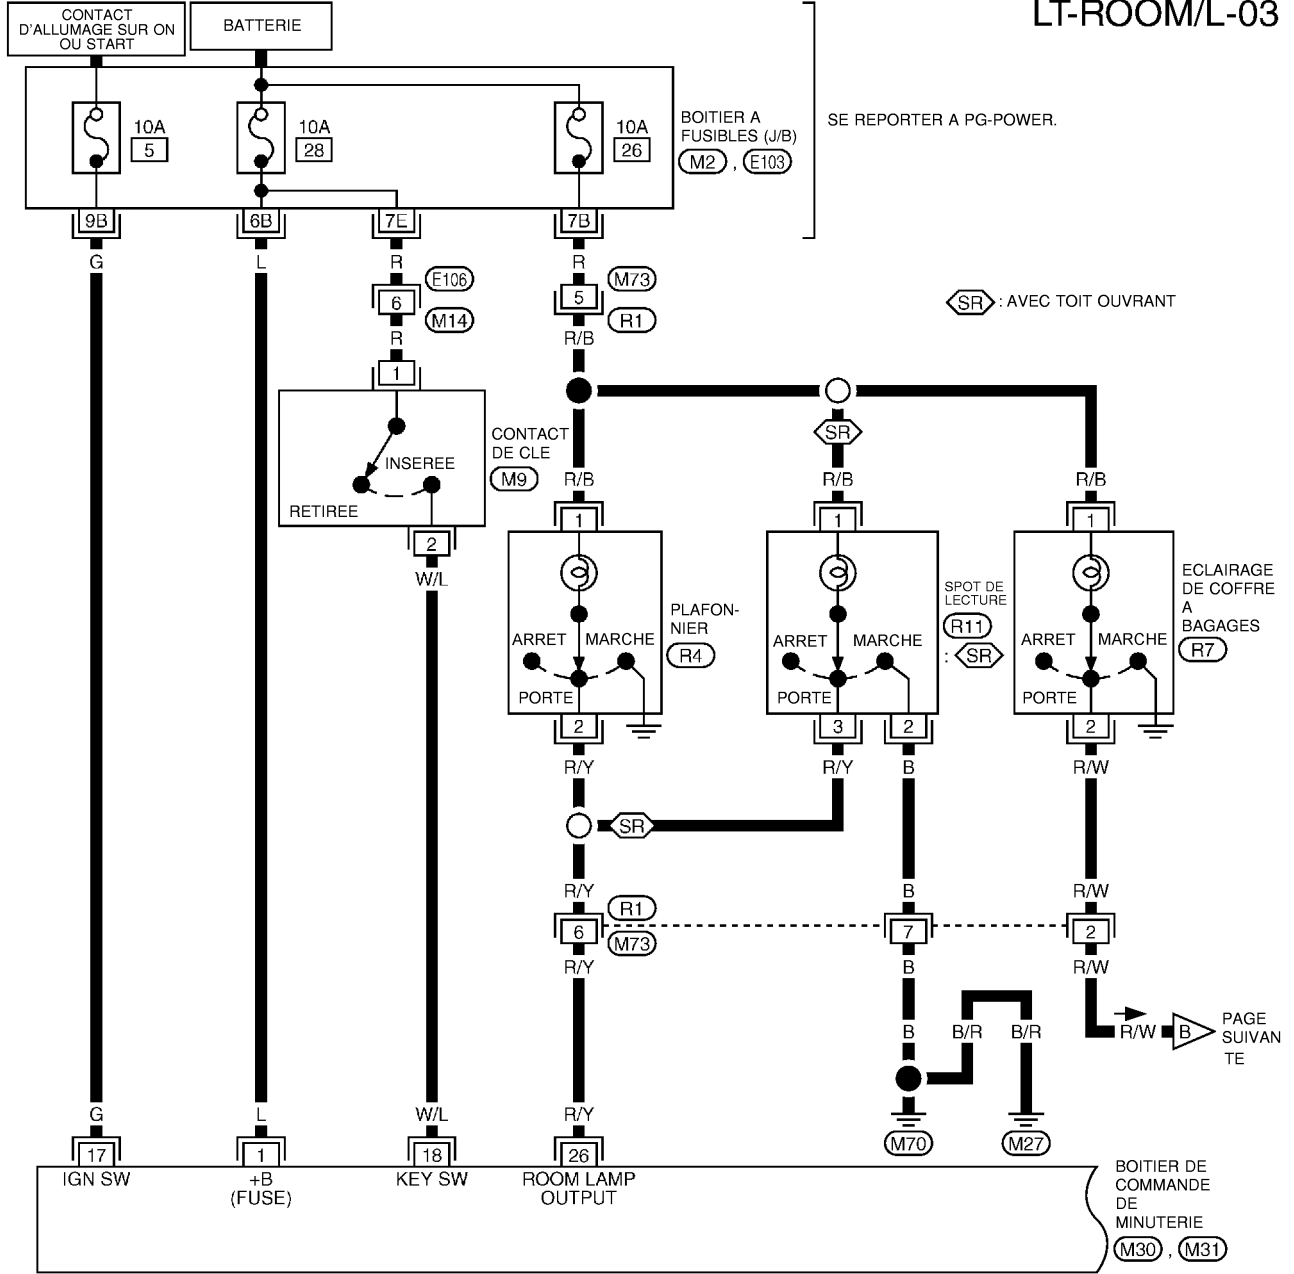 LT-ROOM/L-03
CONTACT
D'ALLUMAGE SUR ON
OU START
BATTERIE
10A
5
10A
28
10A
26
BOITIER A
FUSIBLES (J/B)
M2 , E103
SE REPORTER A PG-POWER.
9B
6B
7E
7B
G
L
R
R
E106
6
M14
M73
5
R1
SR : AVEC TOIT OUVRANT
R
R/B
1
SR
CONTACT
DE CLE
M9
INSEREE
RETIREE
2
W/L
R/B
R/B
R/B
1
1
1
PLAFON-
NIER
R4
ARRET
MARCHE
PORTE
SPOT DE
LECTURE
R11
: SR
ARRET
MARCHE
PORTE
ECLAIRAGE
DE COFFRE
A
BAGAGES
R7
ARRET
MARCHE
PORTE
2
3
2
2
R/Y
R/Y
B
R/W
SR
R/Y
B
R/W
R1
6
M73
7
2
R/Y
B
R/W
B
B/R
B/R
R/W
B
PAGE
SUIVAN
TE
G
L
W/L
R/Y
M70
M27
17
1
18
26
IGN SW
+B
(FUSE)
KEY SW
ROOM LAMP
OUTPUT
BOITIER DE
COMMANDE
DE
MINUTERIE
M30 , M31